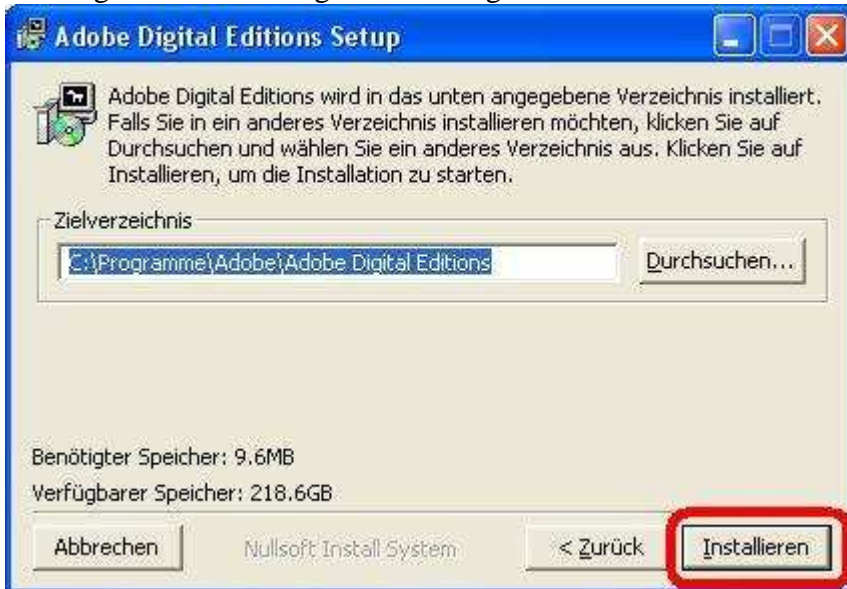 Adobe Digital Editions Setup
Adobe Digital Editions wird in das unten angegebene Verzeichnis installiert.
Falls Sie in ein anderes Verzeichnis installieren möchten, klicken Sie auf
Durchsuchen und wählen Sie ein anderes Verzeichnis aus. Klicken Sie auf
Installieren, um die Installation zu starten.
Zielverzeichnis
C:\Programme\Adobe\Adobe Digital Editions
Durchsuchen...
Benötigter Speicher: 9.6MB
Verfügbarer Speicher: 218.6GB
Abbrechen
Nullsoft Install System
< Zurück
Installieren